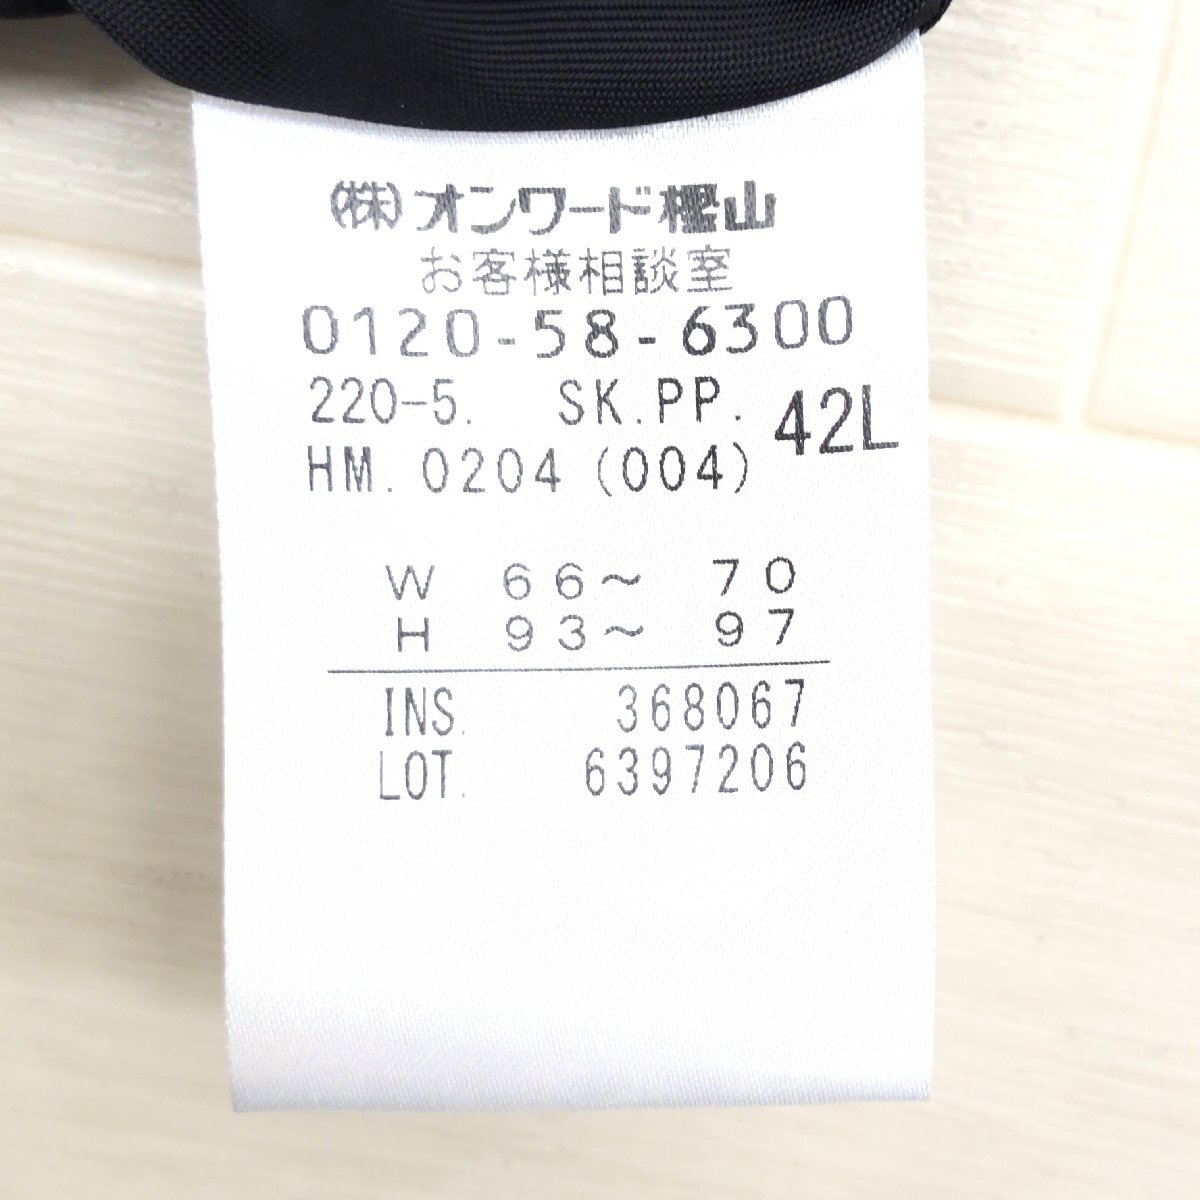 (株)オンワード樫山
お客様相談室
0120-58-6300
220-5. SK.PP. 42L
HM. 0204 (004)
W 66～ 70
H 93～ 97
INS. 368067
LOT. 6397206